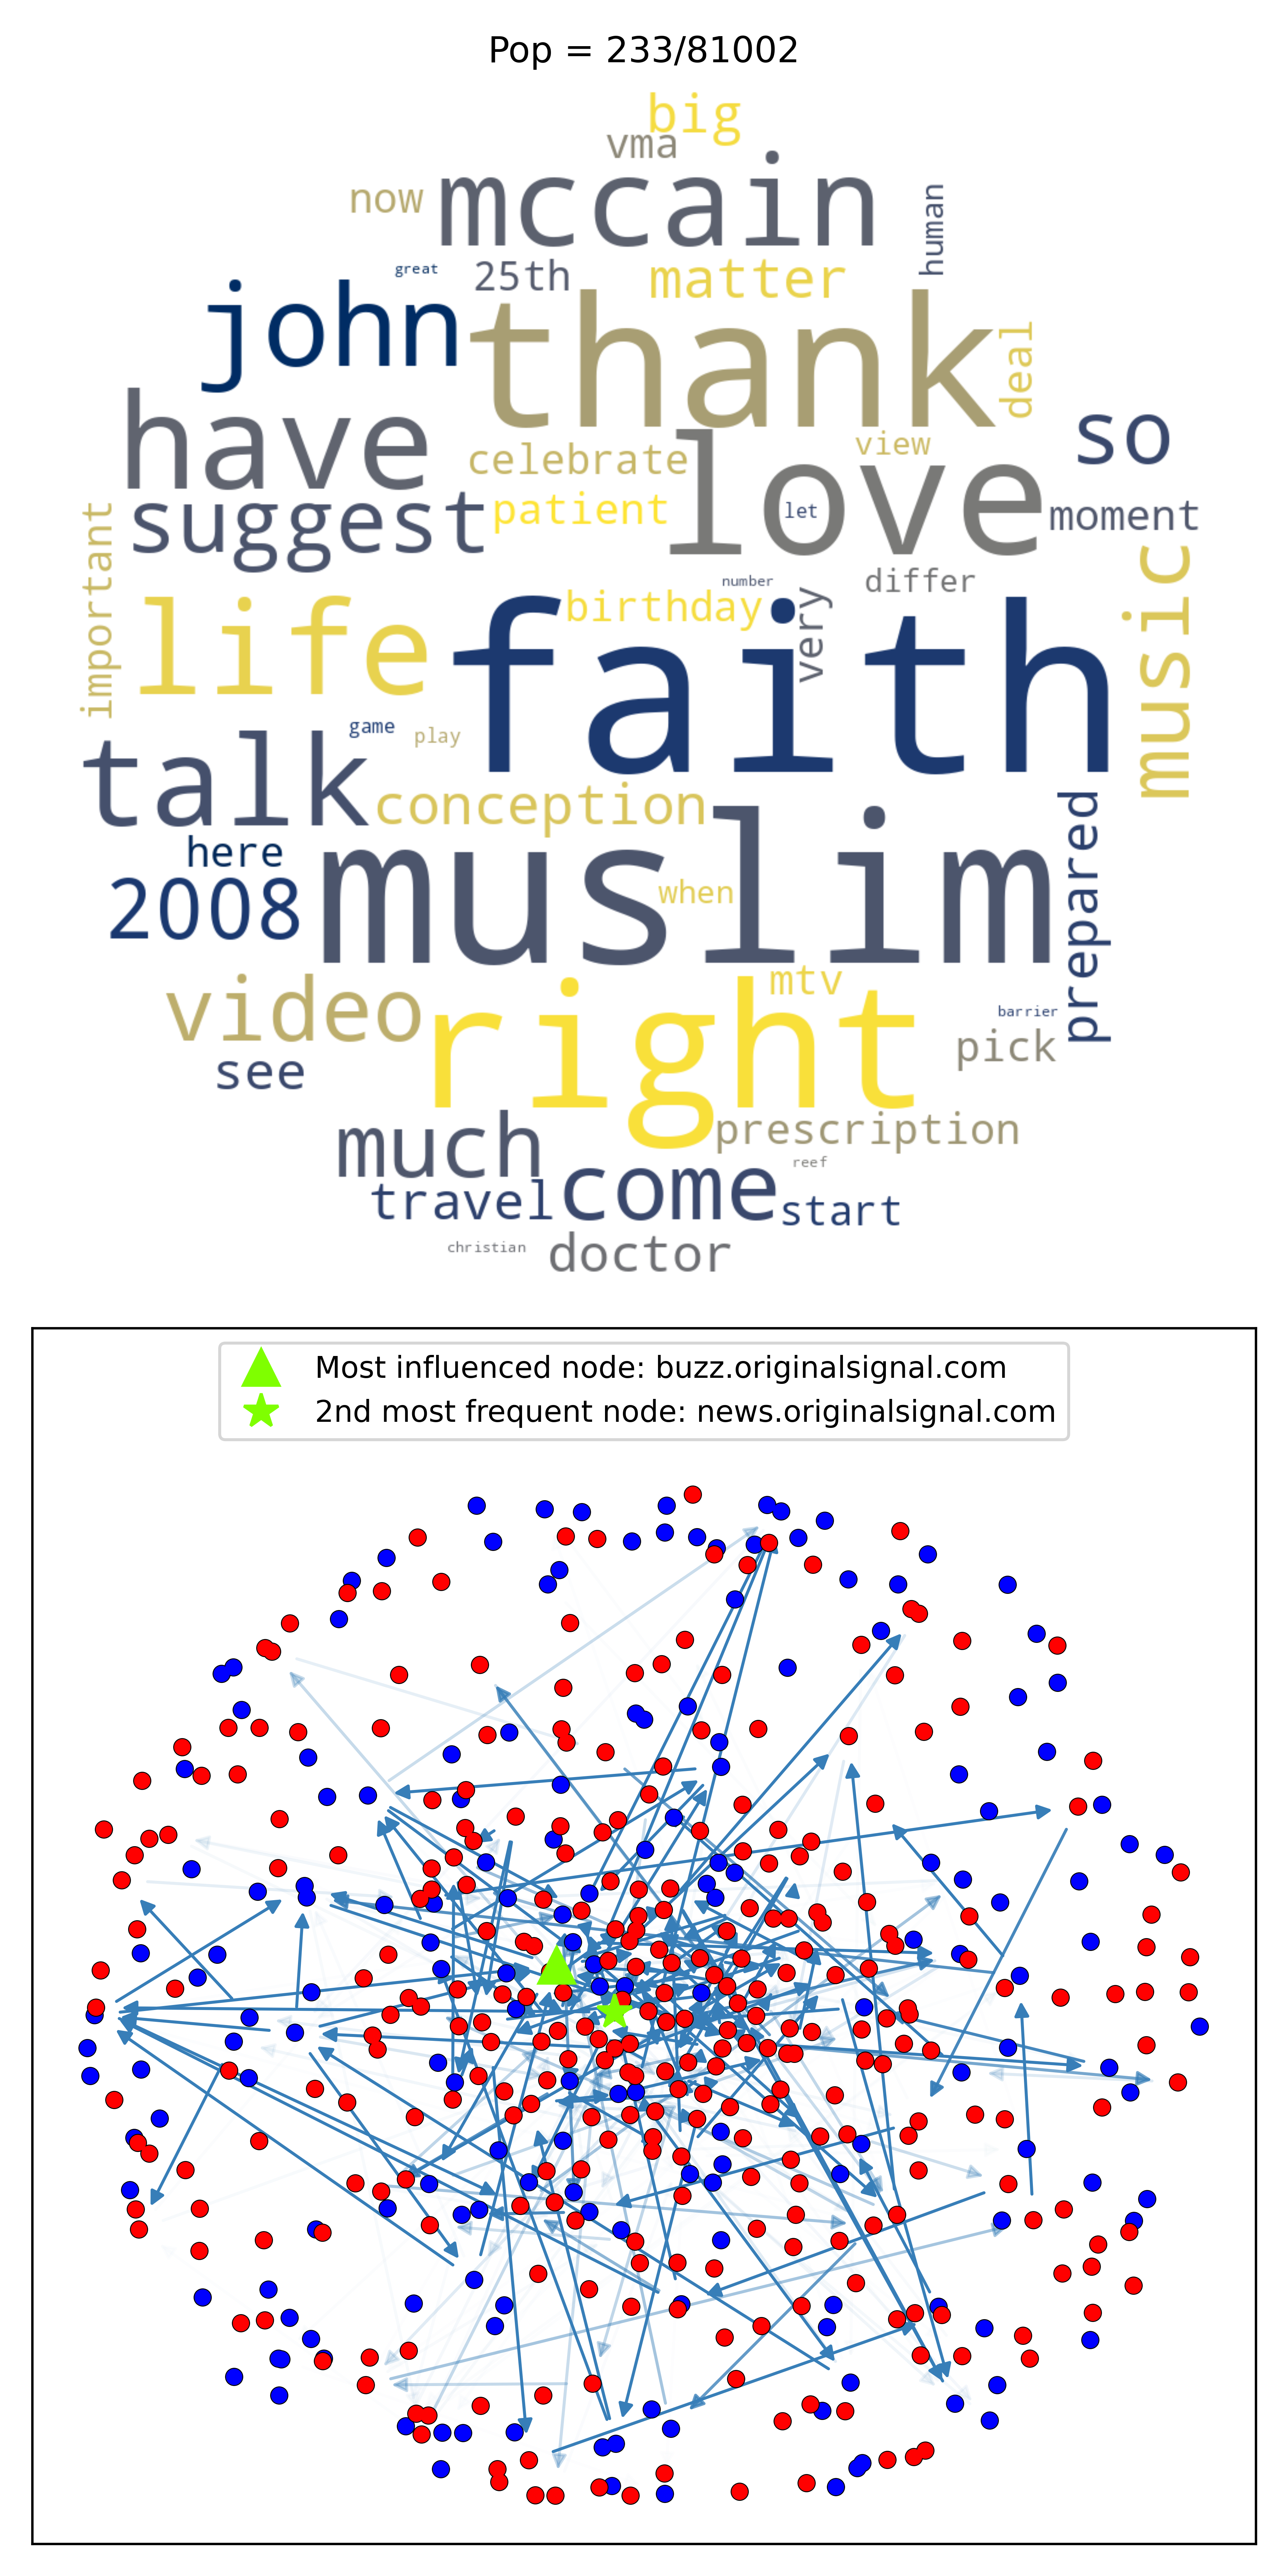 Pop = 233/81002
big
vma
now
mccain
human
great
25th
matter
john
thank
deal
have
so
celebrate
love
view
suggest
patient
let
moment
important
music
number
differ
life
birthday
very
faith
game
play
talk
conception
prepared
here
2008
muslim
when
video
mtv
right
barrier
pick
see
much
prescription
reef
travel
come
start
christian
doctor
Most influenced node: buzz.originalsignal.com
2nd most frequent node: news.originalsignal.com